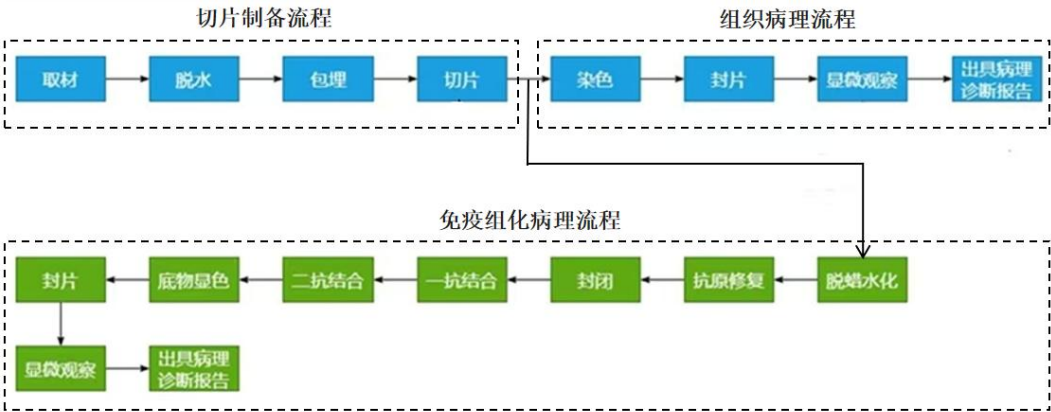 切片制备流程
组织病理流程
取材
脱水
包埋
切片
染色
封片
显微观察
出具病理
诊断报告
免疫组化病理流程
脱蜡水化
抗原修复
封闭
一抗结合
二抗结合
底物显色
封片
显微观察
出具病理
诊断报告